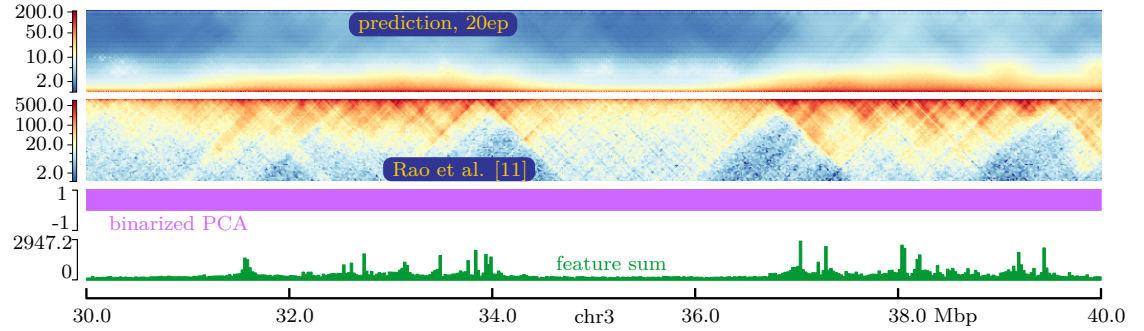 200.0
50.0
10.0
2.0
prediction, 20ep
500.0
100.0
20.0
2.0
Rao et al. [11]
1
-1
binarized PCA
2947.2
0
feature sum
30.0 32.0 34.0 chr3 36.0 38.0 Mbp 40.0